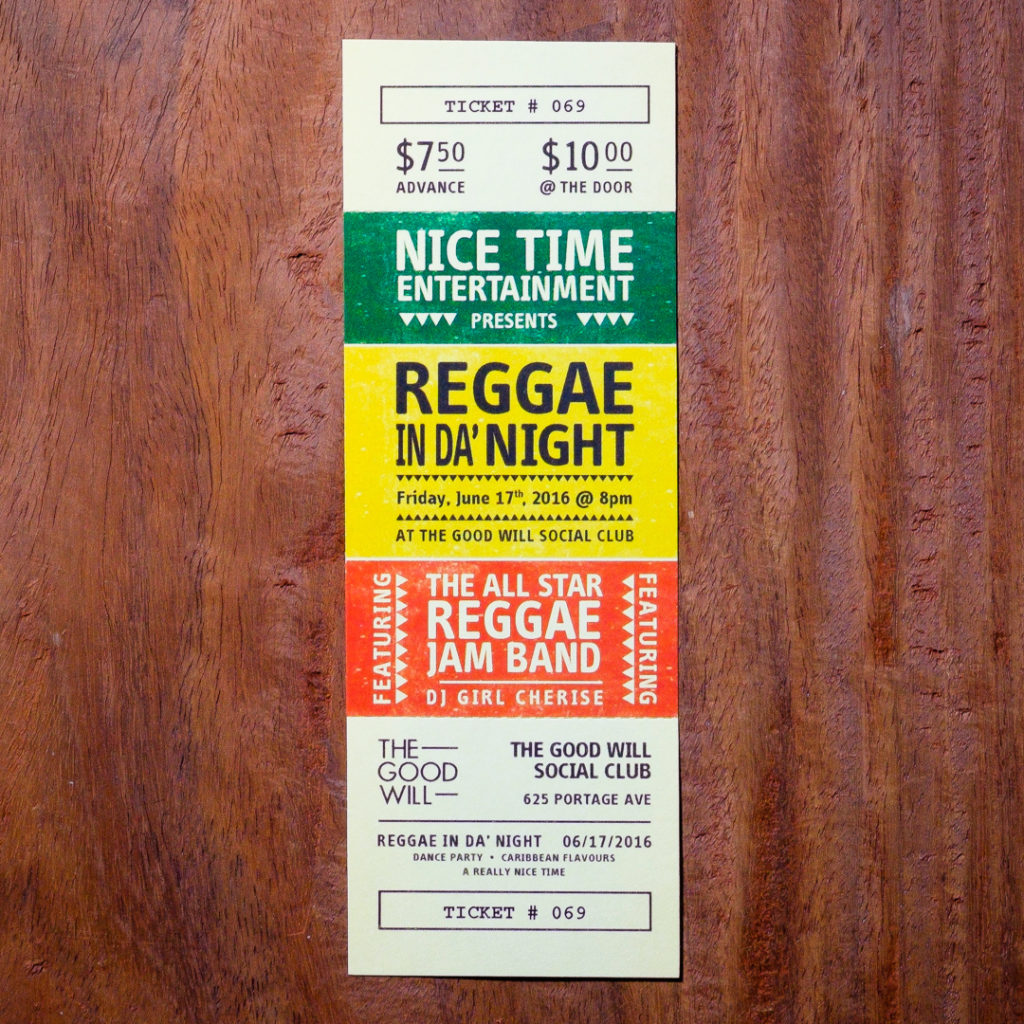 TICKET # 069
$7.50 $10.00
ADVANCE @ THE DOOR
NICE TIME
ENTERTAINMENT
PRESENTS
REGGAE
IN DA' NIGHT
Friday, June 17th, 2016 @ 8pm
AT THE GOOD WILL SOCIAL CLUB
FEATURING
THE ALL STAR
REGGAE
JAM BAND
DJ GIRL CHERISE
FEATURING
THE
GOOD
WILL
THE GOOD WILL
SOCIAL CLUB
625 PORTAGE AVE
REGGAE IN DA' NIGHT 06/17/2016
DANCE PARTY • CARIBBEAN FLAVOURS
A REALLY NICE TIME
TICKET # 069